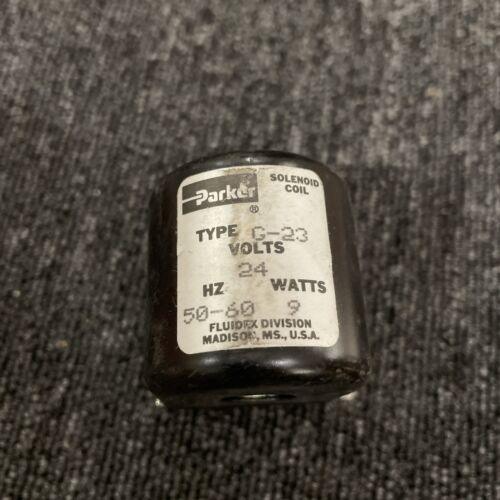 Parker
SOLENOID
COIL
®
TYPE G-23
VOLTS
24
HZ WATTS
50-60 9
FLUIDEX DIVISION
MADISON, MS., U.S.A.